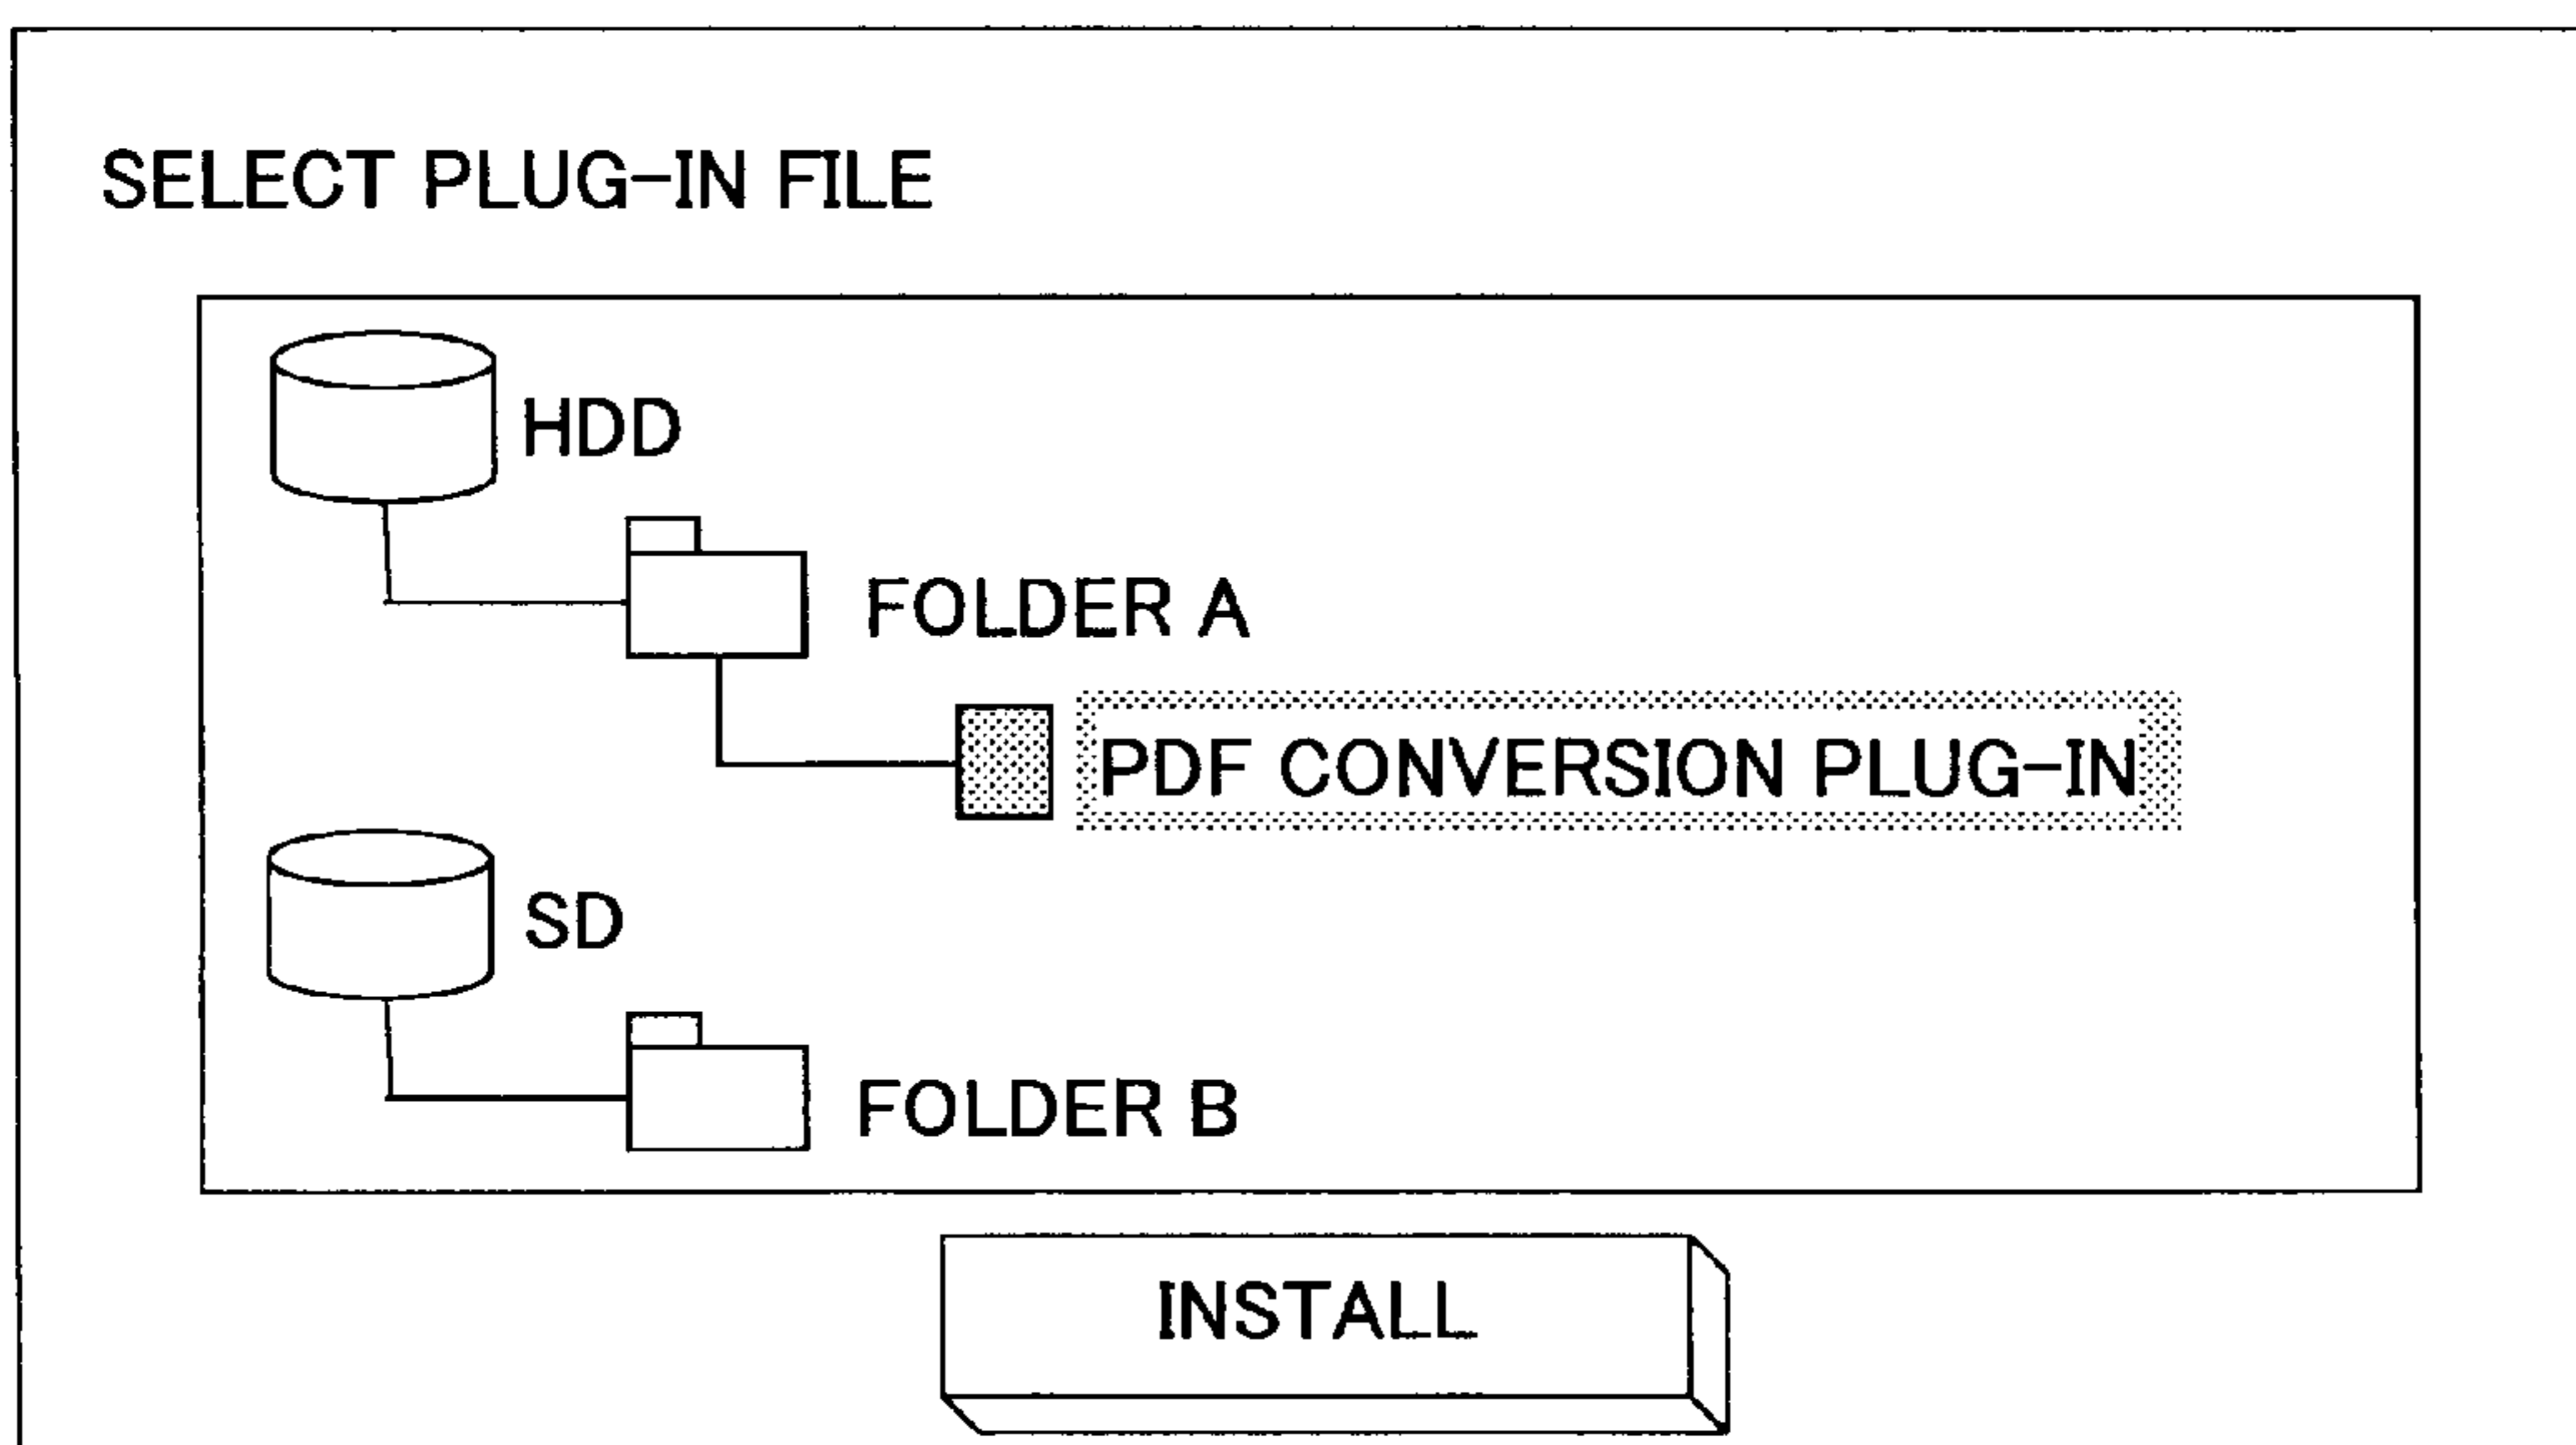 SELECT PLUG-IN FILE
HDD
FOLDER A
PDF CONVERSION PLUG-IN
SD
FOLDER B
INSTALL